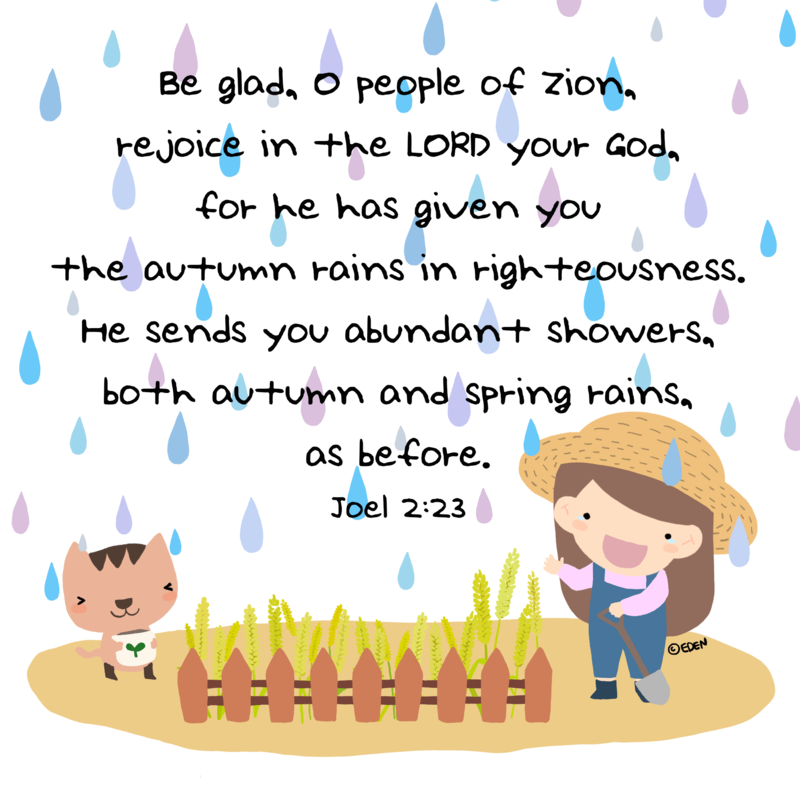 Be glad, O people of Zion,
rejoice in the LORD your God,
for he has given you
the autumn rains in righteousness.
He sends you abundant showers,
both autumn and spring rains,
as before.
Joel 2:23
©EDEN